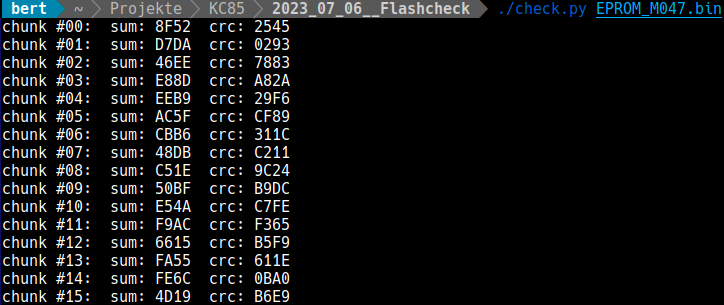 bert ~ Projekte KC85 2023_07_06__Flashcheck ./check.py EPROM_M047.bin
chunk #00: sum: 8F52 crc: 2545
chunk #01: sum: D7DA crc: 0293
chunk #02: sum: 46EE crc: 7883
chunk #03: sum: E88D crc: A82A
chunk #04: sum: EEB9 crc: 29F6
chunk #05: sum: AC5F crc: CF89
chunk #06: sum: CBB6 crc: 311C
chunk #07: sum: 48DB crc: C211
chunk #08: sum: C51E crc: 9C24
chunk #09: sum: 50BF crc: B9DC
chunk #10: sum: E54A crc: C7FE
chunk #11: sum: F9AC crc: F365
chunk #12: sum: 6615 crc: B5F9
chunk #13: sum: FA55 crc: 611E
chunk #14: sum: FE6C crc: 0BA0
chunk #15: sum: 4D19 crc: B6E9